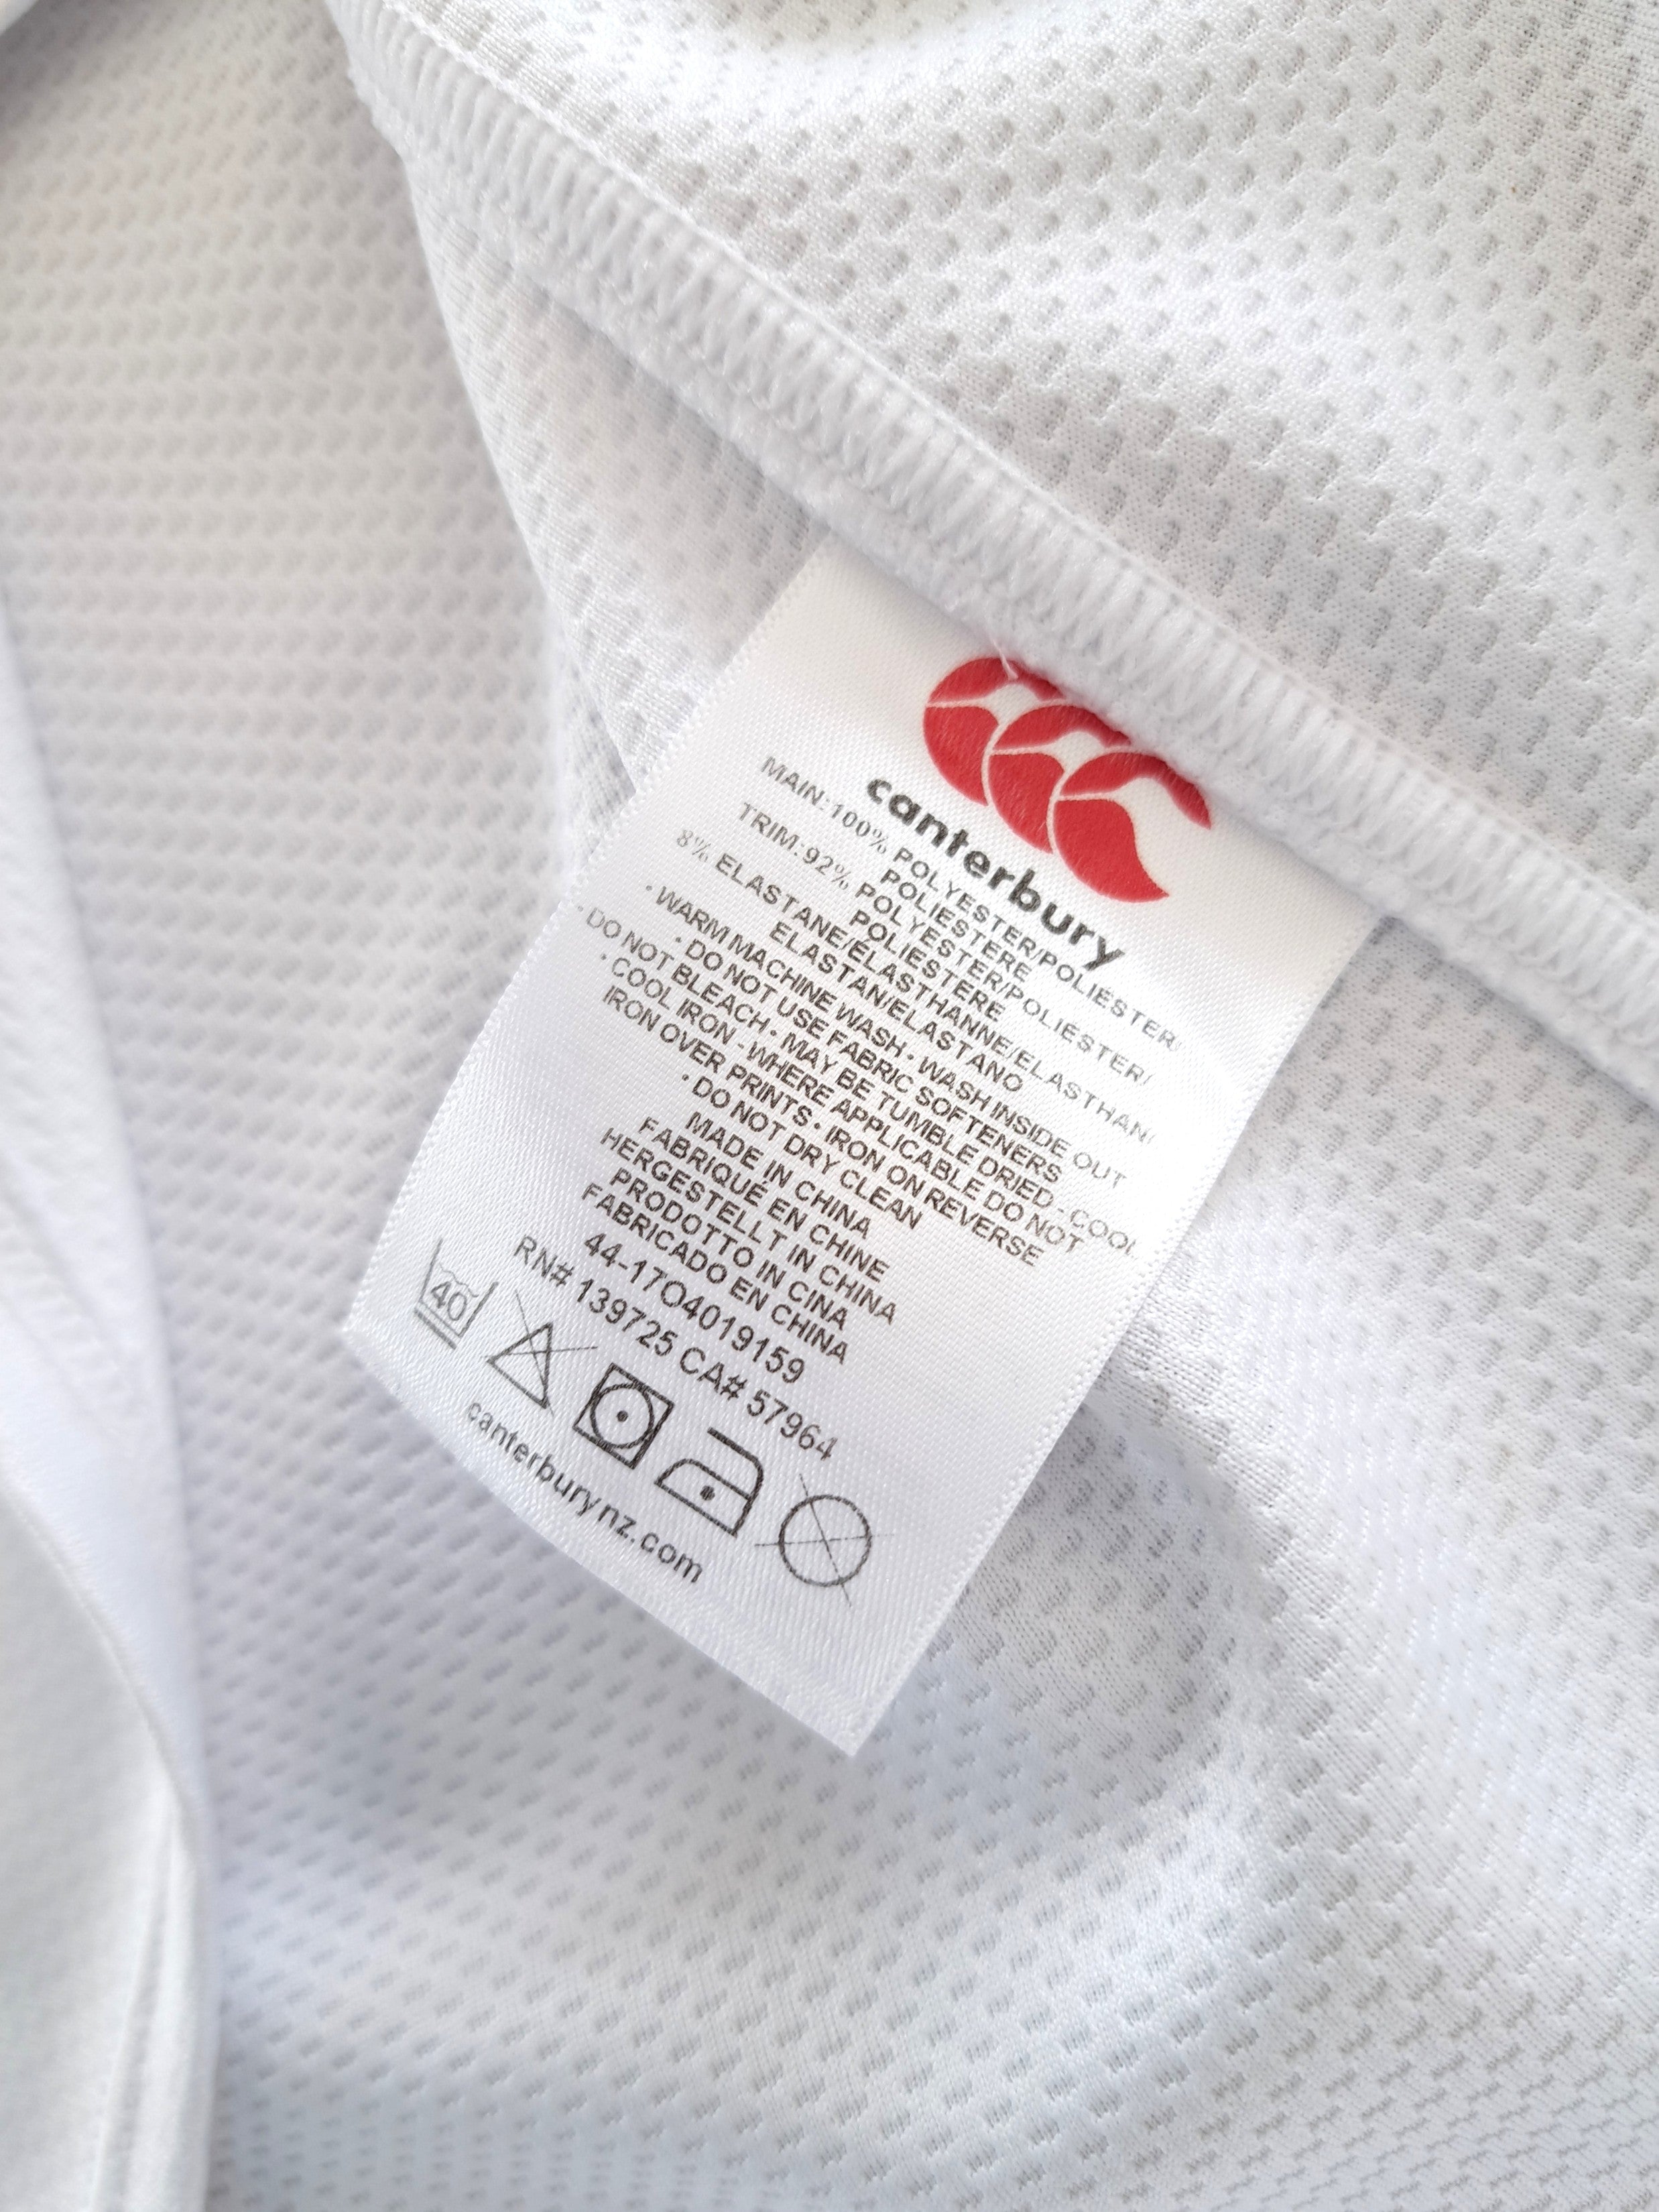 canterbury
MAIN:100% POLYESTER/POLIÉSTER/
POLIESTERE
TRIM:92% POLYESTER/POLIESTER/
POLIESTERE
8% ELASTANE/ÉLASTHANNE/ELASTHAN/
ELASTAN/ELASTANO
• WARM MACHINE WASH • WASH INSIDE OUT
• DO NOT USE FABRIC SOFTENERS
• DO NOT BLEACH • MAY BE TUMBLE DRIED - COOL
• COOL IRON - WHERE APPLICABLE DO NOT
IRON OVER PRINTS • IRON ON REVERSE
• DO NOT DRY CLEAN
MADE IN CHINA
FABRIQUÉ EN CHINE
HERGESTELLT IN CHINA
PRODOTTO IN CINA
FABRICADO EN CHINA
44-17O4019159
RN# 139725 CA# 57964
40
canterburynz.com